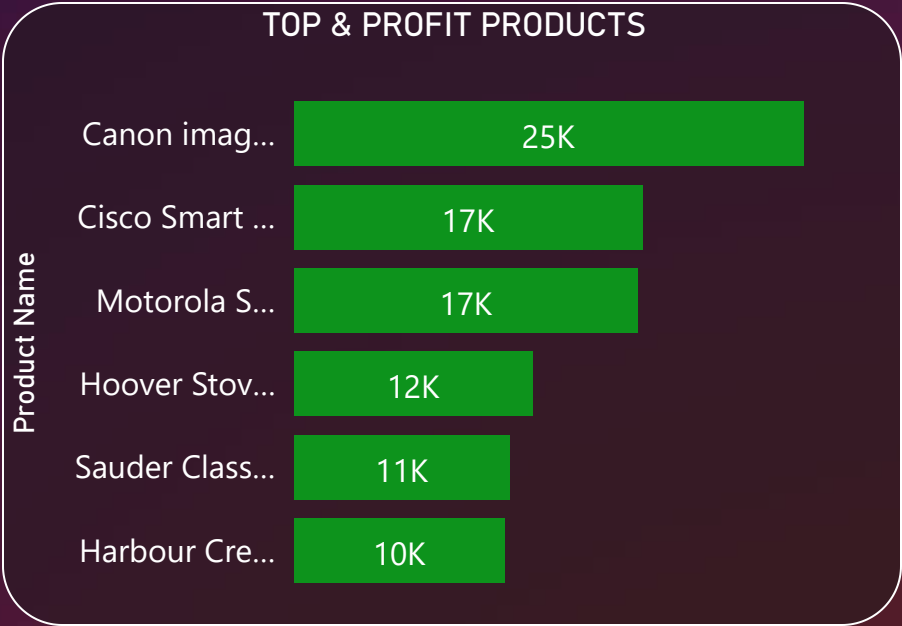 TOP & PROFIT PRODUCTS
Product Name
Canon imag... 25K
Cisco Smart ... 17K
Motorola S... 17K
Hoover Stov... 12K
Sauder Class... 11K
Harbour Cre... 10K